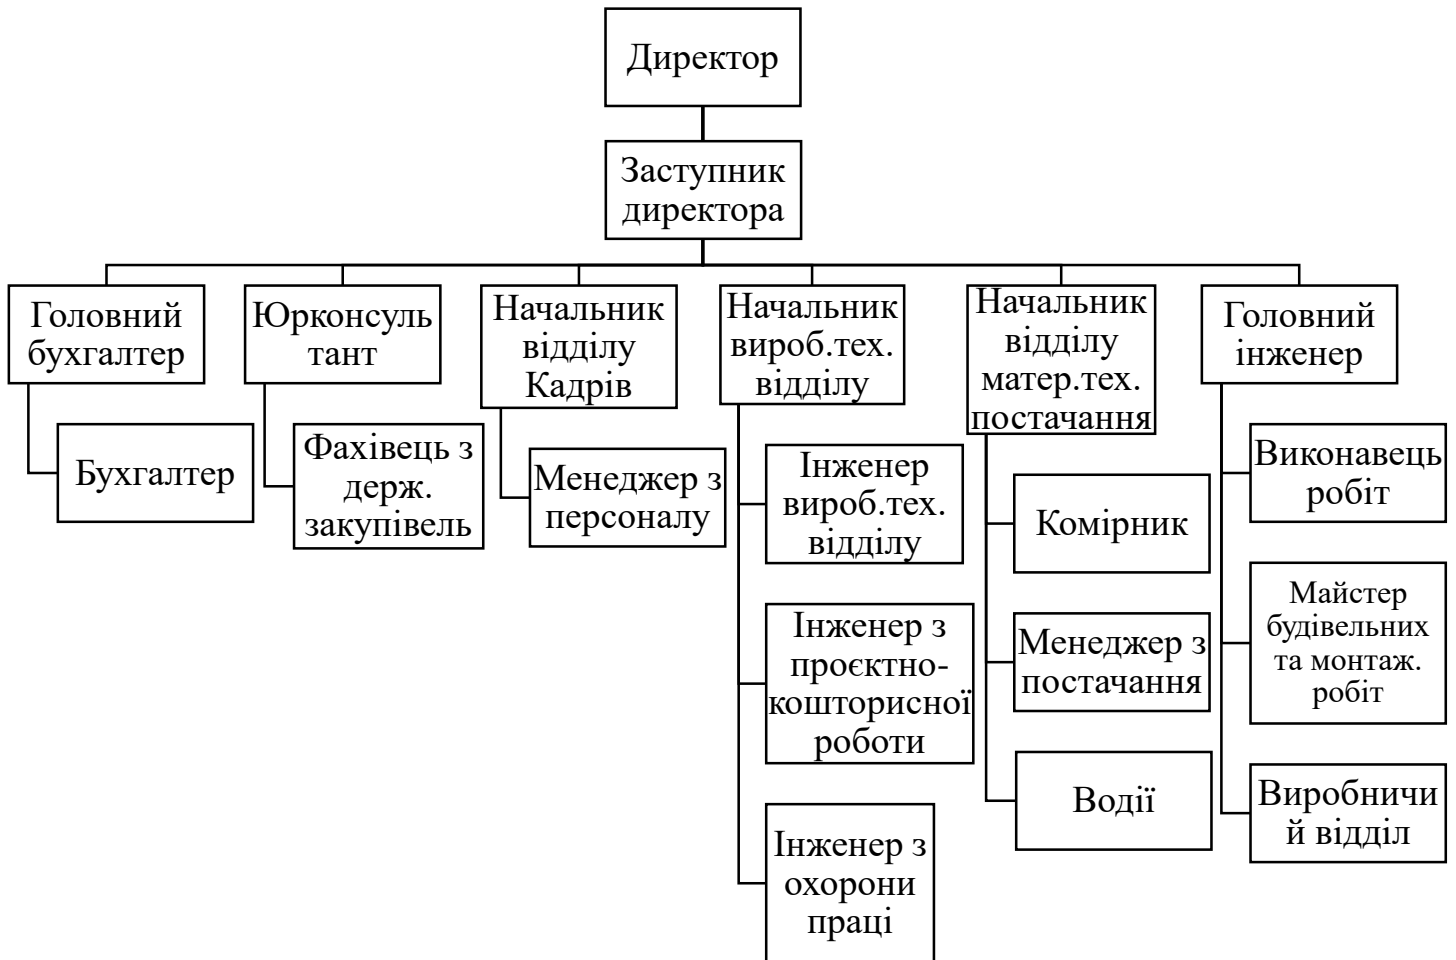 Директор
Заступник
директора
Головний
бухгалтер
Бухгалтер
Юрконсуль
тант
Фахівець з
держ.
закупівель
Начальник
відділу
Кадрів
Менеджер з
персоналу
Начальник
вироб.тех.
відділу
Інженер
вироб.тех.
відділу
Інженер з
проєктно-
кошторисної
роботи
Інженер з
охорони
праці
Начальник
відділу
матер.тех.
постачання
Комірник
Менеджер з
постачання
Водії
Головний
інженер
Виконавець
робіт
Майстер
будівельних
та монтаж.
робіт
Виробничи
й відділ